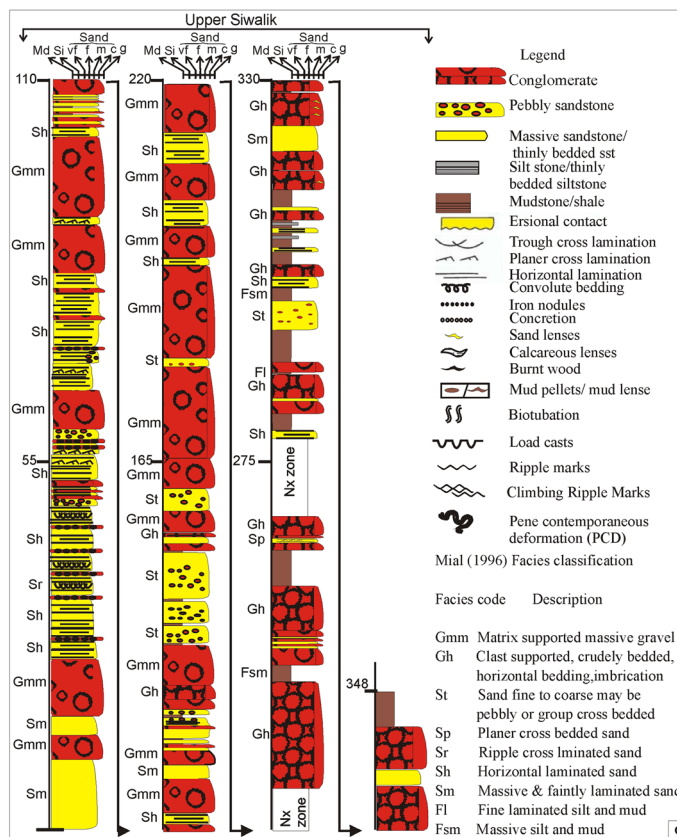 Upper Siwalik
Sand
Md Si vf f m c g
Sand
Md Si vf f m c g
Sand
Md Si vf f m c g
110
Sh
Gmm
Gmm
Sh
Sh
Gmm
55
Sh
Sh
Sr
Sh
Sh
Gmm
Sm
Gmm
Sm
220
Gmm
Sh
Gmm
Sh
Gmm
Sh
Gmm
St
Gmm
165
Gmm
St
Gmm
Gh
St
St
Gmm
Gh
Gmm
Sm
Gmm
Sh
330
Gh
Sm
Gh
Gh
Gh
Sh
Fsm
St
Fl
Gh
Sh
275
Nx zone
Gh
Sp
Gh
Fsm
Gh
Nx
zone
348
Legend
Conglomerate
Pebbly sandstone
Massive sandstone/
thinly bedded sst
Silt stone/thinly
bedded siltstone
Mudstone/shale
Ersional contact
Trough cross lamination
Planer cross lamination
Horizontal lamination
Convolute bedding
Iron nodules
Concretion
Sand lenses
Calcareous lenses
Burnt wood
Mud pellets/ mud lense
Biotubation
Load casts
Ripple marks
Climbing Ripple Marks
Pene contemporaneous
deformation (PCD)
Mial (1996) Facies classification
Facies code Description
Gmm Matrix supported massive gravel
Gh Clast supported, crudely bedded,
horizontal bedding,imbrication
St Sand fine to coarse may be
pebbly or group cross bedded
Sp Planer cross bedded sand
Sr Ripple cross lminated sand
Sh Horizontal laminated sand
Sm Massive & faintly laminated sand
Fl Fine laminated silt and mud
Fsm Massive silt and mud